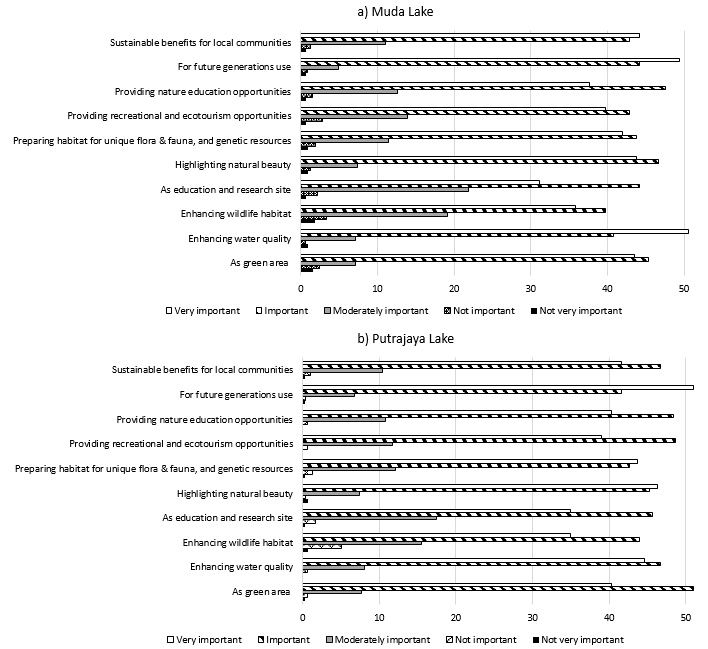 a) Muda Lake
Sustainable benefits for local communities
For future generations use
Providing nature education opportunities
Providing recreational and ecotourism opportunities
Preparing habitat for unique flora & fauna, and genetic resources
Highlighting natural beauty
As education and research site
Enhancing wildlife habitat
Enhancing water quality
As green area
0 10 20 30 40 50
Very important Important Moderately important Not important Not very important
b) Putrajaya Lake
Sustainable benefits for local communities
For future generations use
Providing nature education opportunities
Providing recreational and ecotourism opportunities
Preparing habitat for unique flora & fauna, and genetic resources
Highlighting natural beauty
As education and research site
Enhancing wildlife habitat
Enhancing water quality
As green area
0 10 20 30 40 50
Very important Important Moderately important Not important Not very important